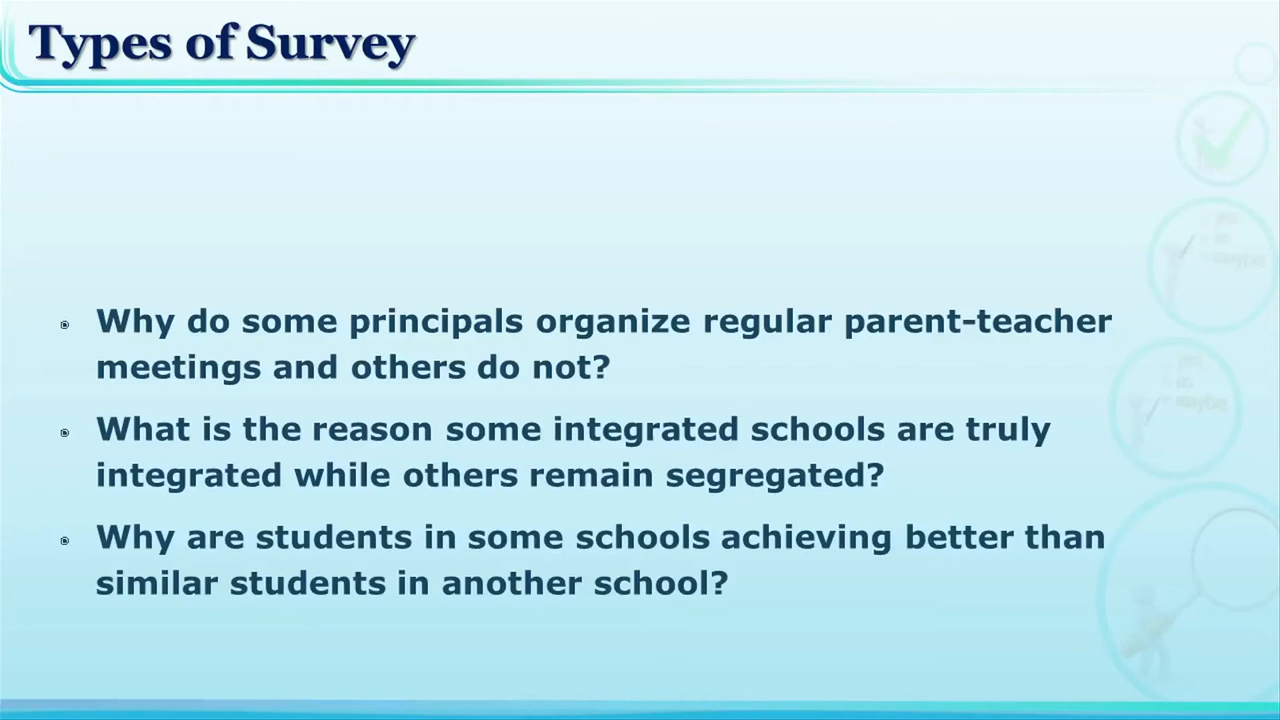 Types of Survey
Why do some principals organize regular parent-teacher
meetings and others do not?
What is the reason some integrated schools are truly
integrated while others remain segregated?
Why are students in some schools achieving better than
similar students in another school?